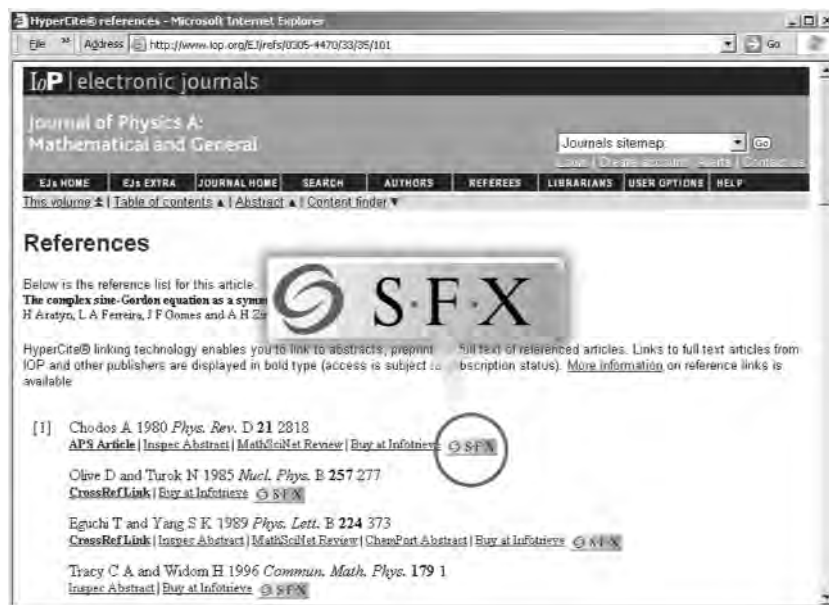 HyperCite® references - Microsoft Internet Explorer
File » Address http://www.iop.org/EJ/refs/0305-4470/33/35/101 Go
IoP | electronic journals
Journal of Physics A:
Mathematical and General
Journals sitemap: Go
Login | Create account | Alerts | Contact us
EJs HOME EJs EXTRA JOURNAL HOME SEARCH AUTHORS REFEREES LIBRARIANS USER OPTIONS HELP
This volume | Table of contents | Abstract | Content finder
References
Below is the reference list for this article.
The complex sine-Gordon equation as a symm
H Aratyn, L A Ferreira, J F Gomes and A H Zi
S·F·X
HyperCite® linking technology enables you to link to abstracts, preprint full text of referenced articles. Links to full text articles from
IOP and other publishers are displayed in bold type (access is subject to bscription status). More information on reference links is
available
[1] Chodos A 1980 Phys. Rev. D 21 2818
APS Article | Inspec Abstract | MathSciNet Review | Buy at Infotrieve S·F·X
Olive D and Turok N 1985 Nucl. Phys. B 257 277
CrossRef Link | Buy at Infotrieve S·F·X
Eguchi T and Yang S K 1989 Phys. Lett. B 224 373
CrossRef Link | Inspec Abstract | MathSciNet Review | ChemPort Abstract | Buy at Infotrieve S·F·X
Tracy C A and Widom H 1996 Commun. Math. Phys. 179 1
Inspec Abstract | Buy at Infotrieve S·F·X